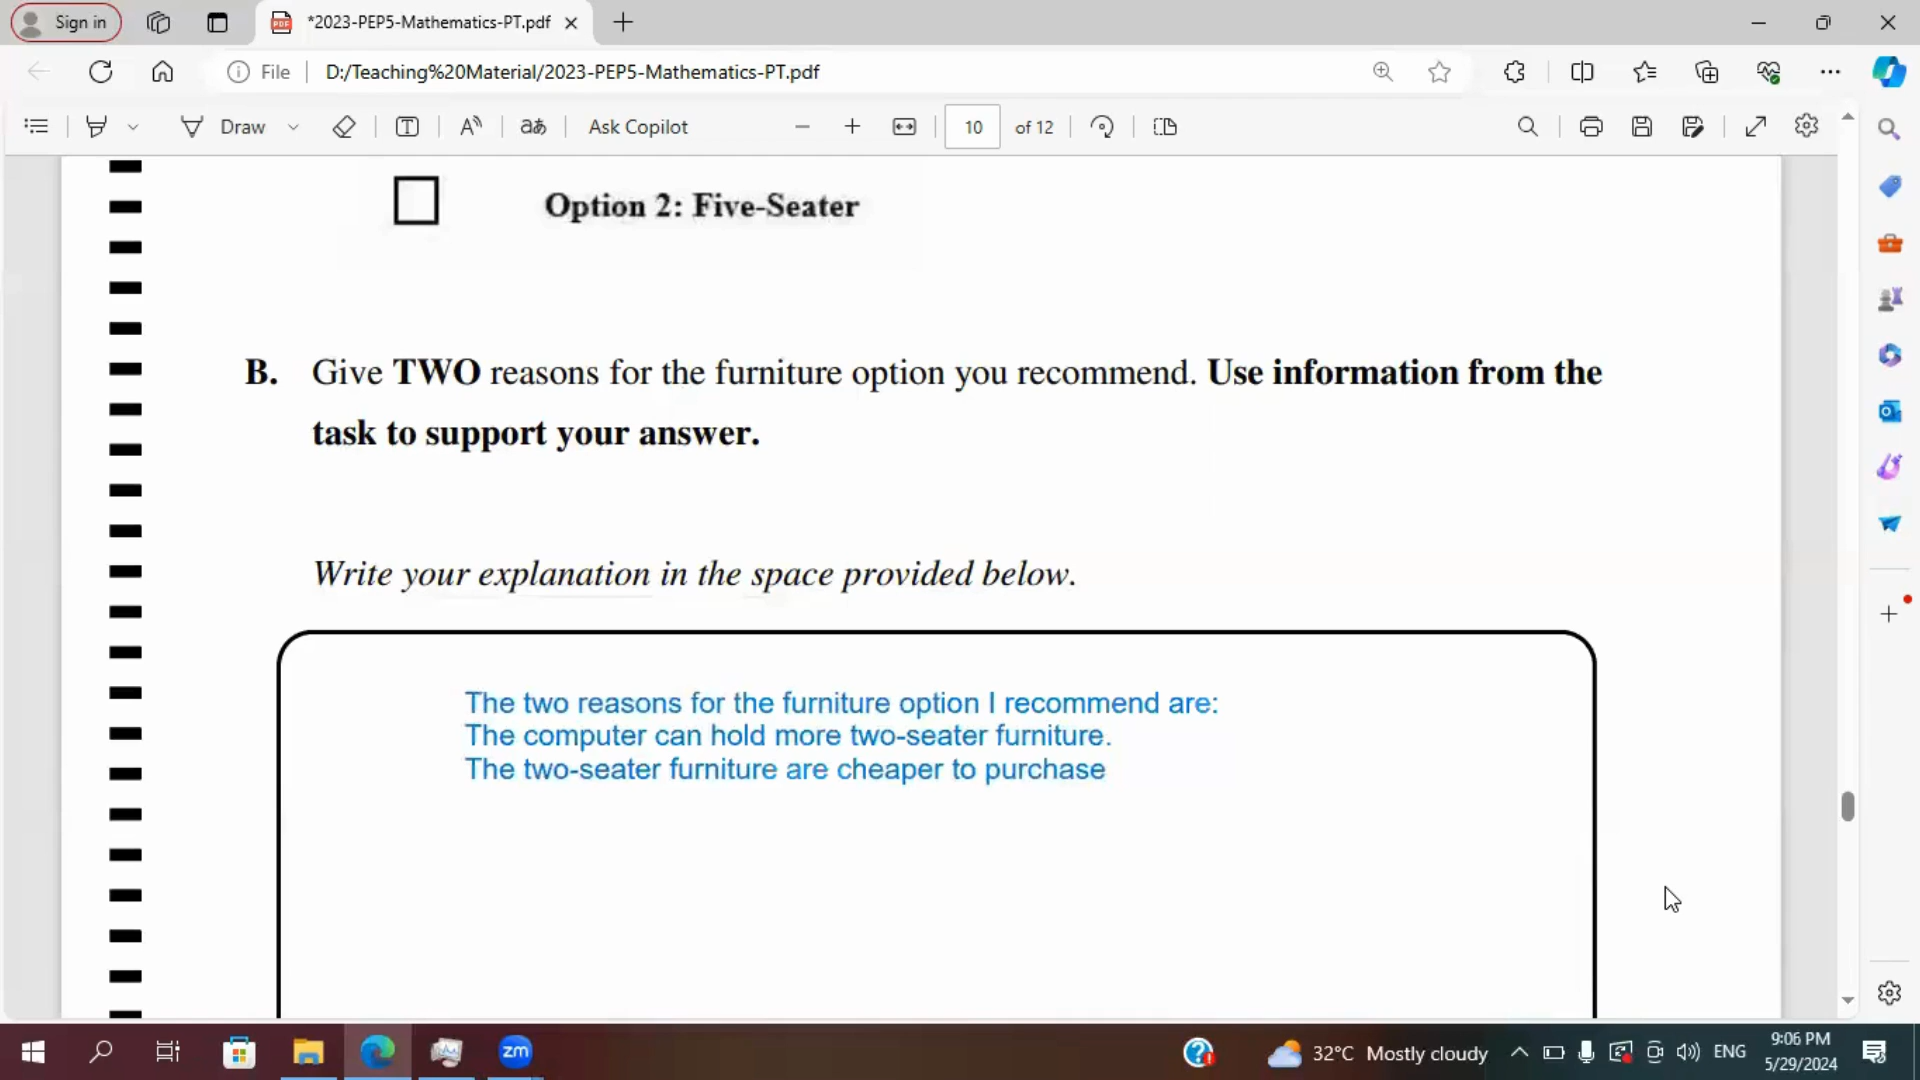 Sign in
*2023-PEP5-Mathematics-PT.pdf
File
D:/Teaching%20Material/2023-PEP5-Mathematics-PT.pdf
Draw
Ask Copilot
10 of 12
Option 2: Five-Seater
B. Give TWO reasons for the furniture option you recommend. Use information from the
task to support your answer.
Write your explanation in the space provided below.
The two reasons for the furniture option I recommend are:
The computer can hold more two-seater furniture.
The two-seater furniture are cheaper to purchase
zm
32°C Mostly cloudy
ENG
9:06 PM
5/29/2024